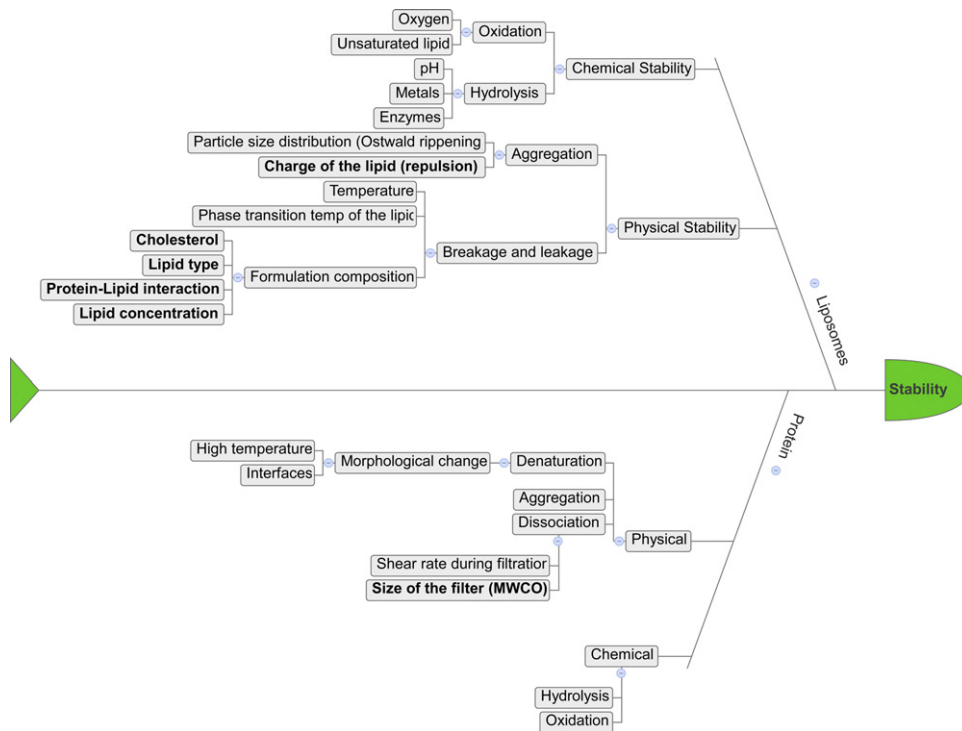 Oxygen
Unsaturated lipid
Oxidation
pH
Metals
Enzymes
Hydrolysis
Chemical Stability
Particle size distribution (Ostwald rippening
Charge of the lipid (repulsion)
Aggregation
Temperature
Phase transition temp of the lipic
Cholesterol
Lipid type
Protein-Lipid interaction
Lipid concentration
Formulation composition
Breakage and leakage
Physical Stability
Liposomes
Stability
Protein
High temperature
Interfaces
Morphological change
Denaturation
Aggregation
Dissociation
Shear rate during filtratior
Size of the filter (MWCO)
Physical
Chemical
Hydrolysis
Oxidation